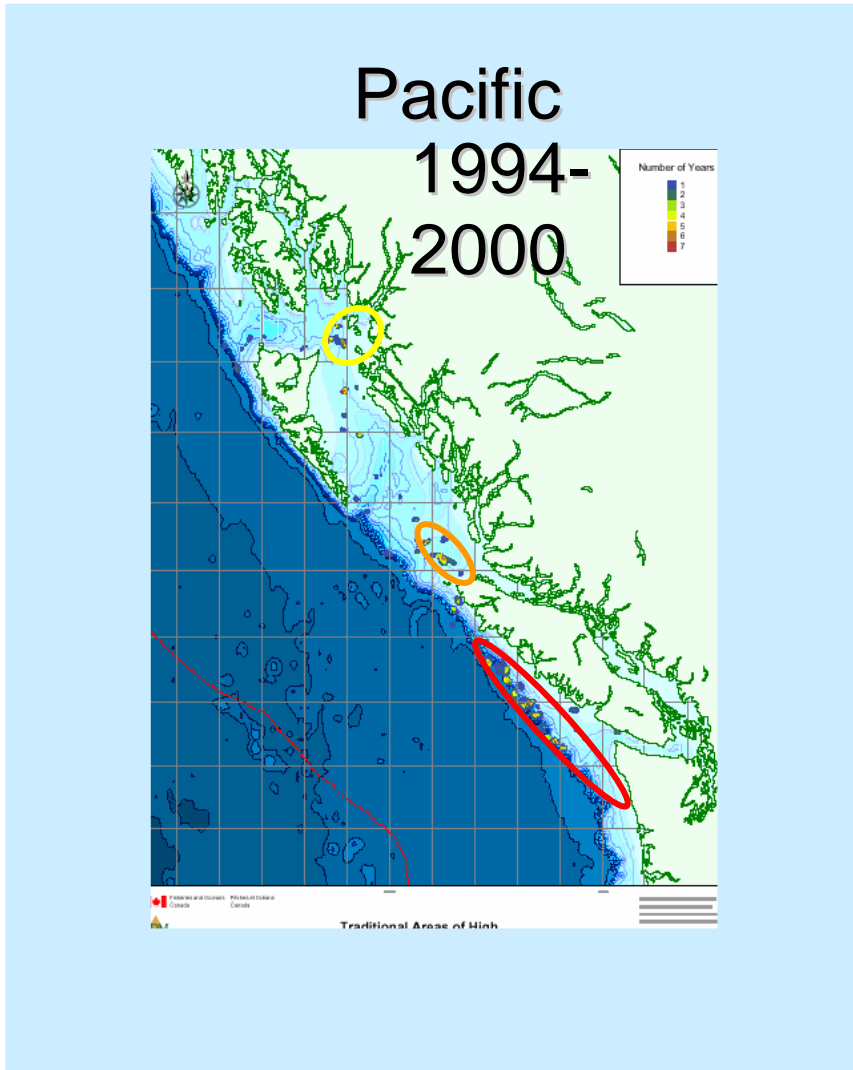 Pacific
1994-
2000
Number of Years
1
2
3
4
5
6
7
Fisheries and Oceans Pêches et Océans
Canada Canada
Traditional Areas of High